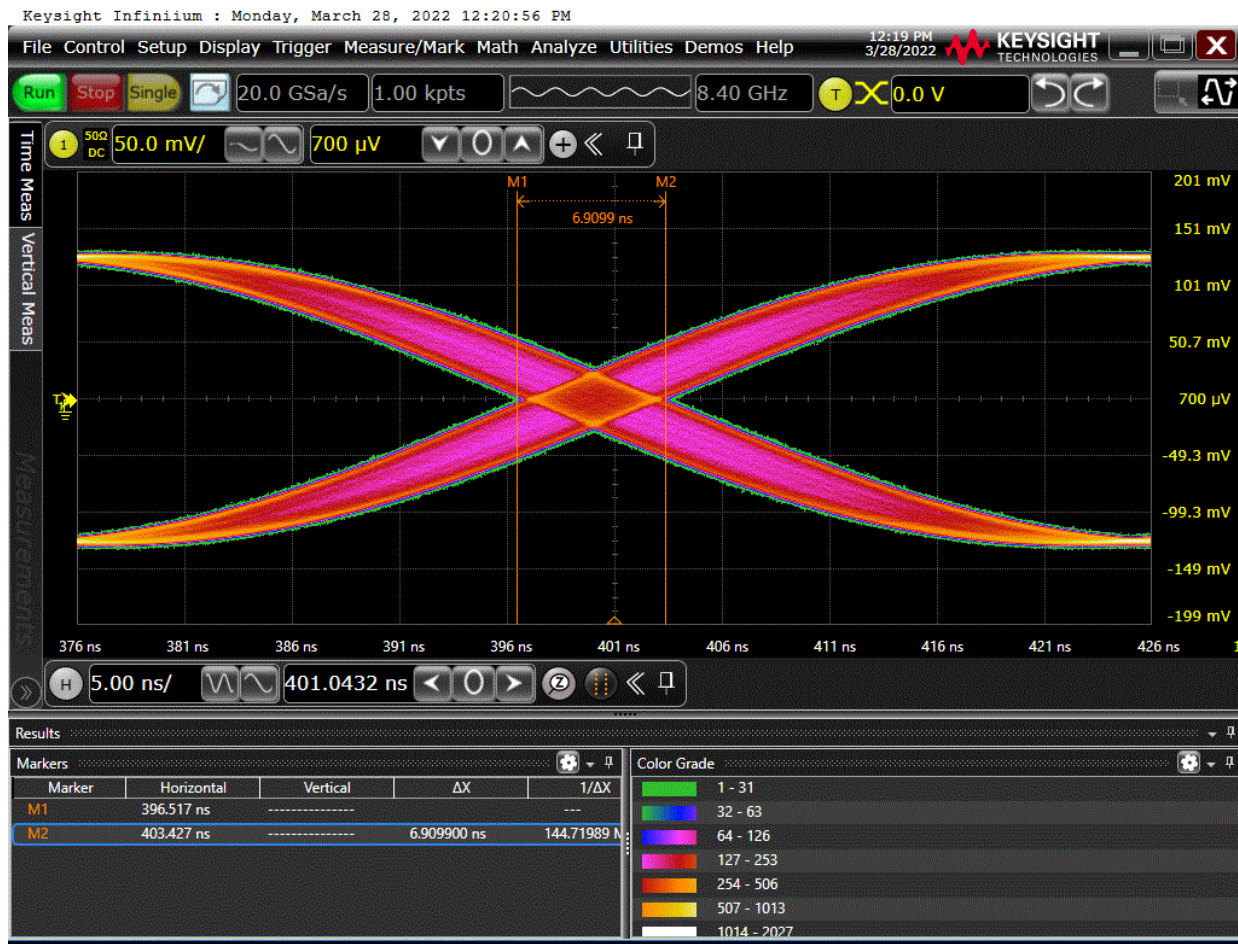 Keysight Infiniium : Monday, March 28, 2022 12:20:56 PM
File Control Setup Display Trigger Measure/Mark Math Analyze Utilities Demos Help
12:19 PM
3/28/2022
KEYSIGHT
TECHNOLOGIES
X
Run Stop Single 20.0 GSa/s 1.00 kpts 8.40 GHz T 0.0 V
Time Meas
Vertical Meas
Measurements
1 50Ω DC 50.0 mV/ 700 µV 0 +
M1 M2
6.9099 ns
201 mV
151 mV
101 mV
50.7 mV
700 µV
-49.3 mV
-99.3 mV
-149 mV
-199 mV
376 ns 381 ns 386 ns 391 ns 396 ns 401 ns 406 ns 411 ns 416 ns 421 ns 426 ns
H 5.00 ns/ 401.0432 ns 0 Z
Results
Markers
Marker Horizontal Vertical ΔX 1/ΔX
M1 396.517 ns --------------- ---
M2 403.427 ns --------------- 6.909900 ns 144.71989 M
Color Grade
1 - 31
32 - 63
64 - 126
127 - 253
254 - 506
507 - 1013
1014 - 2027